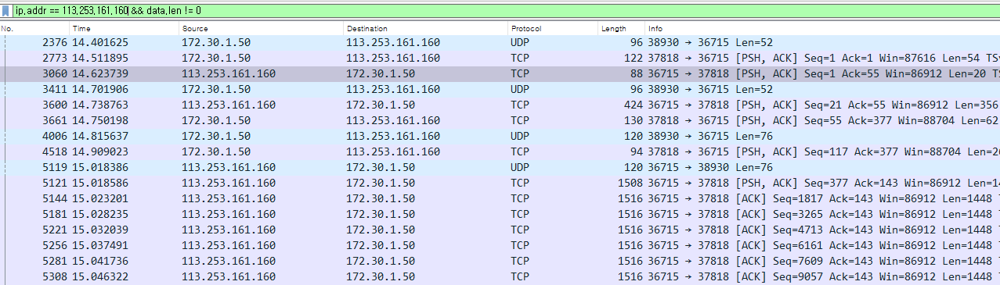 ip.addr == 113.253.161.160 && data.len != 0
No. Time Source Destination Protocol Length Info
2376 14.401625 172.30.1.50 113.253.161.160 UDP 96 38930 → 36715 Len=52
2773 14.511895 172.30.1.50 113.253.161.160 TCP 122 37818 → 36715 [PSH, ACK] Seq=1 Ack=1 Win=87616 Len=54 TSv
3060 14.623739 113.253.161.160 172.30.1.50 TCP 88 36715 → 37818 [PSH, ACK] Seq=1 Ack=55 Win=86912 Len=20 TS
3411 14.701906 172.30.1.50 113.253.161.160 UDP 96 38930 → 36715 Len=52
3600 14.738763 113.253.161.160 172.30.1.50 TCP 424 36715 → 37818 [PSH, ACK] Seq=21 Ack=55 Win=86912 Len=356
3661 14.750198 172.30.1.50 113.253.161.160 TCP 130 37818 → 36715 [PSH, ACK] Seq=55 Ack=377 Win=88704 Len=62
4006 14.815637 172.30.1.50 113.253.161.160 UDP 120 38930 → 36715 Len=76
4518 14.909023 172.30.1.50 113.253.161.160 TCP 94 37818 → 36715 [PSH, ACK] Seq=117 Ack=377 Win=88704 Len=26
5119 15.018386 113.253.161.160 172.30.1.50 UDP 120 36715 → 38930 Len=76
5121 15.018586 113.253.161.160 172.30.1.50 TCP 1508 36715 → 37818 [PSH, ACK] Seq=377 Ack=143 Win=86912 Len=14
5144 15.023201 113.253.161.160 172.30.1.50 TCP 1516 36715 → 37818 [ACK] Seq=1817 Ack=143 Win=86912 Len=1448 T
5181 15.028235 113.253.161.160 172.30.1.50 TCP 1516 36715 → 37818 [ACK] Seq=3265 Ack=143 Win=86912 Len=1448 T
5221 15.032039 113.253.161.160 172.30.1.50 TCP 1516 36715 → 37818 [ACK] Seq=4713 Ack=143 Win=86912 Len=1448 T
5256 15.037491 113.253.161.160 172.30.1.50 TCP 1516 36715 → 37818 [ACK] Seq=6161 Ack=143 Win=86912 Len=1448 T
5281 15.041736 113.253.161.160 172.30.1.50 TCP 1516 36715 → 37818 [ACK] Seq=7609 Ack=143 Win=86912 Len=1448 T
5308 15.046322 113.253.161.160 172.30.1.50 TCP 1516 36715 → 37818 [ACK] Seq=9057 Ack=143 Win=86912 Len=1448 T